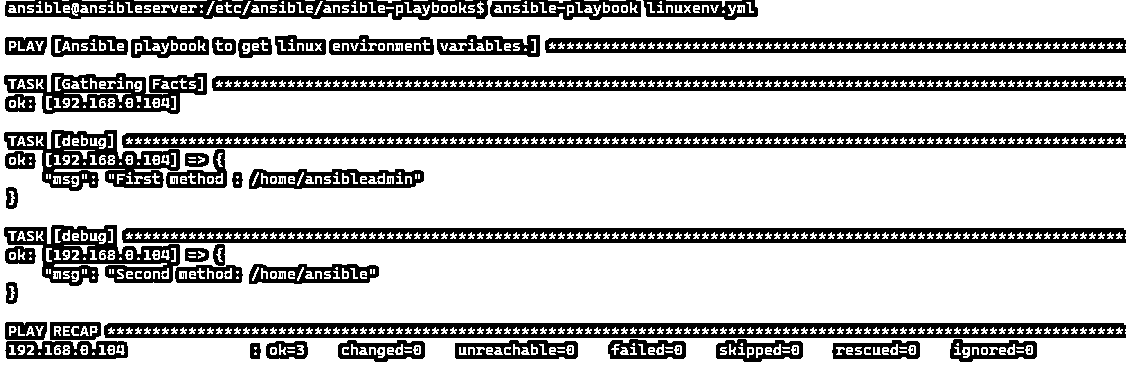 ansible@ansibleserver:/etc/ansible/ansible-playbooks$ ansible-playbook linuxenv.yml
PLAY [Ansible playbook to get linux environment variables.] ****************************************************************
TASK [Gathering Facts] *****************************************************************************************************
ok: [192.168.0.104]
TASK [debug] ***************************************************************************************************************
ok: [192.168.0.104] => {
"msg": "First method : /home/ansibleadmin"
}
TASK [debug] ***************************************************************************************************************
ok: [192.168.0.104] => {
"msg": "Second method: /home/ansible"
}
PLAY RECAP *****************************************************************************************************************
192.168.0.104 : ok=3 changed=0 unreachable=0 failed=0 skipped=0 rescued=0 ignored=0